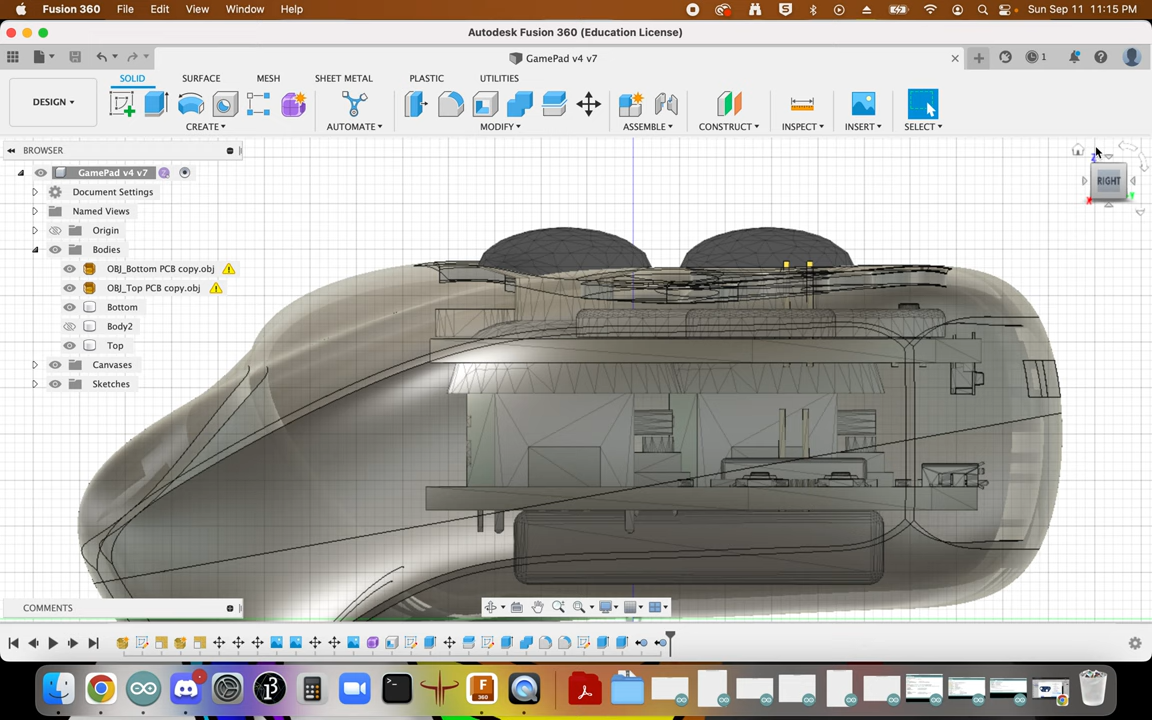 Fusion 360 File Edit View Window Help Sun Sep 11 11:15 PM
Autodesk Fusion 360 (Education License)
GamePad v4 v7 1
SOLID SURFACE MESH SHEET METAL PLASTIC UTILITIES
DESIGN
CREATE AUTOMATE MODIFY ASSEMBLE CONSTRUCT INSPECT INSERT SELECT
BROWSER
GamePad v4 v7
Document Settings
Named Views
Origin
Bodies
OBJ_Bottom PCB copy.obj
OBJ_Top PCB copy.obj
Bottom
Body2
Top
Canvases
Sketches
Z
RIGHT
X Y
COMMENTS